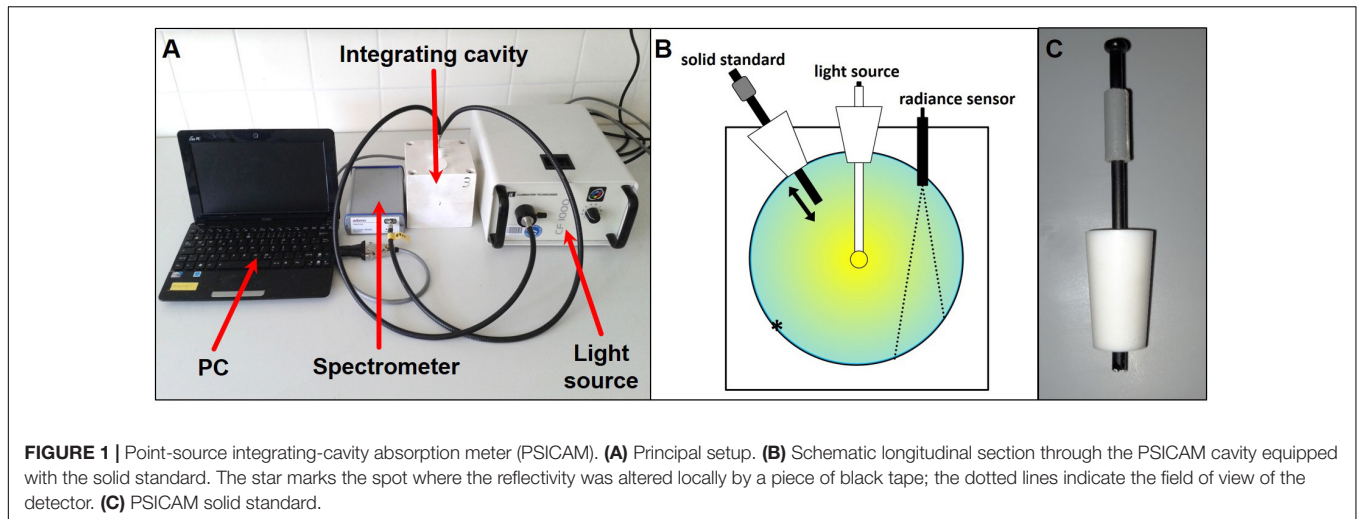 A
Integrating cavity
PC
Spectrometer
Light
source
CF 1000
B
solid standard
light source
radiance sensor
*
C
FIGURE 1 | Point-source integrating-cavity absorption meter (PSICAM). (A) Principal setup. (B) Schematic longitudinal section through the PSICAM cavity equipped
with the solid standard. The star marks the spot where the reflectivity was altered locally by a piece of black tape; the dotted lines indicate the field of view of the
detector. (C) PSICAM solid standard.